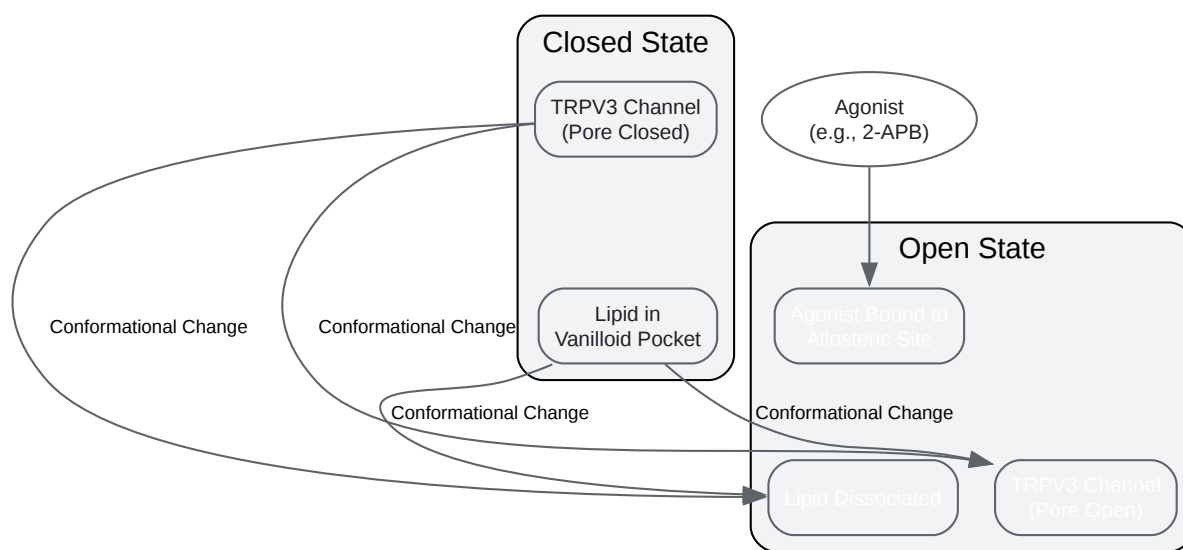 Closed State
TRPV3 Channel
(Pore Closed)
Agonist
(e.g., 2-APB)
Open State
Lipid in
Vanilloid Pocket
Agonist Bound to
Allosteric Site
Conformational Change
Conformational Change
Conformational Change
Conformational Change
Lipid Dissociated
TRPV3 Channel
(Pore Open)